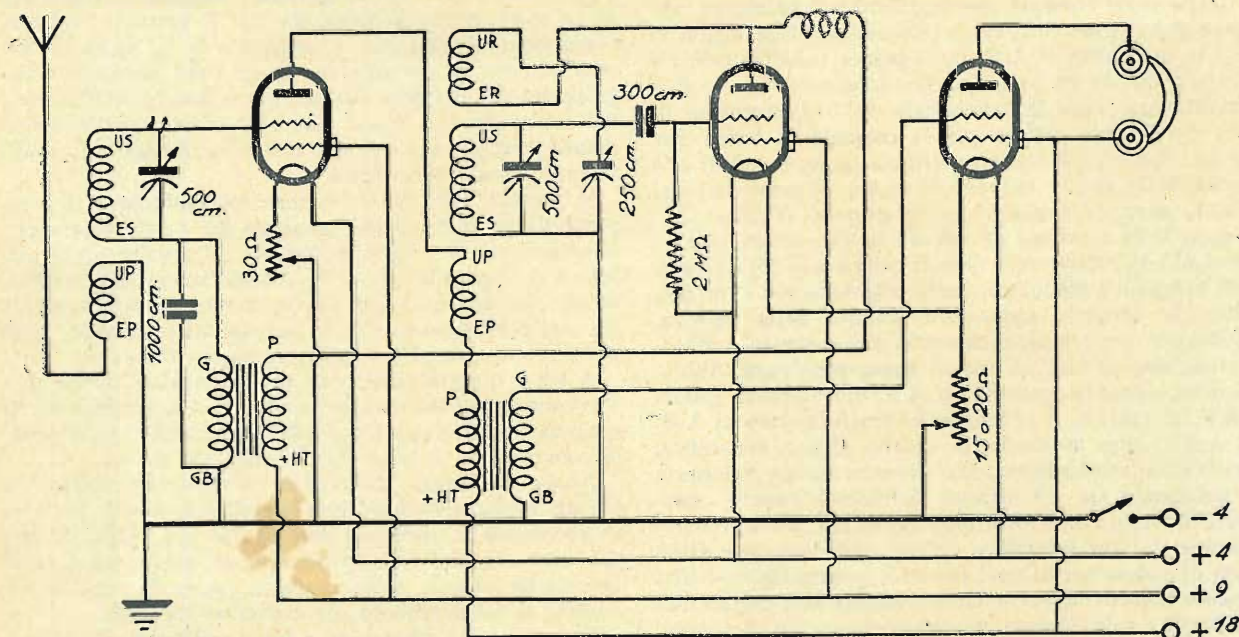 UR
ER
300 cm.
US
500 cm.
ES
UP
EP
1000 cm.
30 Ω
US
500 cm.
250 cm.
ES
UP
EP
2 MΩ
15 o 20 Ω
G
P
GB
+HT
P
G
+HT
GB
- 4
+ 4
+ 9
+ 18